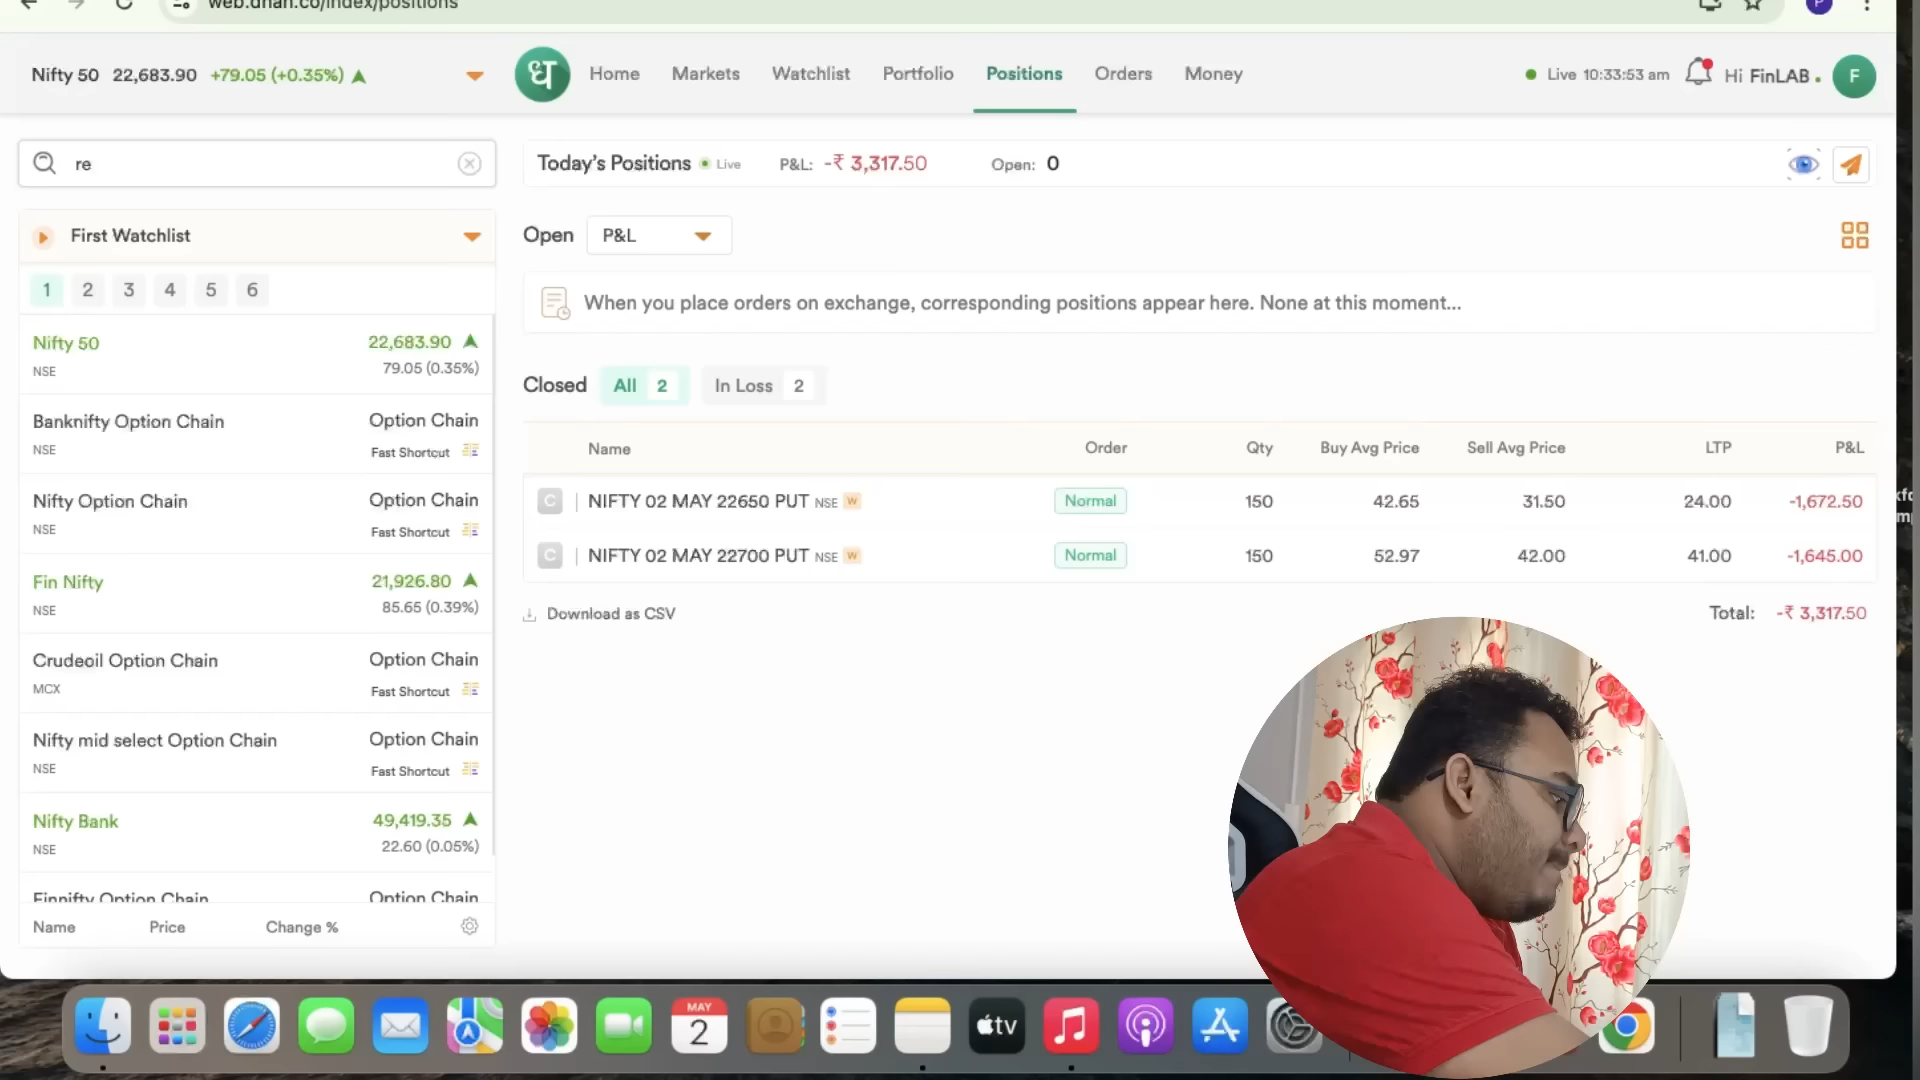 web.dhan.co/index/positions
Nifty 50 22,683.90 +79.05 (+0.35%)
ध
Home Markets Watchlist Portfolio Positions Orders Money
Live 10:33:53 am Hi FinLAB F
re
Today's Positions Live P&L: -₹ 3,317.50 Open: 0
First Watchlist
Open P&L
1 2 3 4 5 6
When you place orders on exchange, corresponding positions appear here. None at this moment...
Nifty 50 22,683.90
NSE 79.05 (0.35%)
Banknifty Option Chain Option Chain
NSE Fast Shortcut
Nifty Option Chain Option Chain
NSE Fast Shortcut
Fin Nifty 21,926.80
NSE 85.65 (0.39%)
Crudeoil Option Chain Option Chain
MCX Fast Shortcut
Nifty mid select Option Chain Option Chain
NSE Fast Shortcut
Nifty Bank 49,419.35
NSE 22.60 (0.05%)
Finnifty Option Chain Option Chain
Name Price Change %
Closed All 2 In Loss 2
Name Order Qty Buy Avg Price Sell Avg Price LTP P&L
C NIFTY 02 MAY 22650 PUT NSE W Normal 150 42.65 31.50 24.00 -1,672.50
C NIFTY 02 MAY 22700 PUT NSE W Normal 150 52.97 42.00 41.00 -1,645.00
Download as CSV Total: -₹ 3,317.50
MAY
2
tv